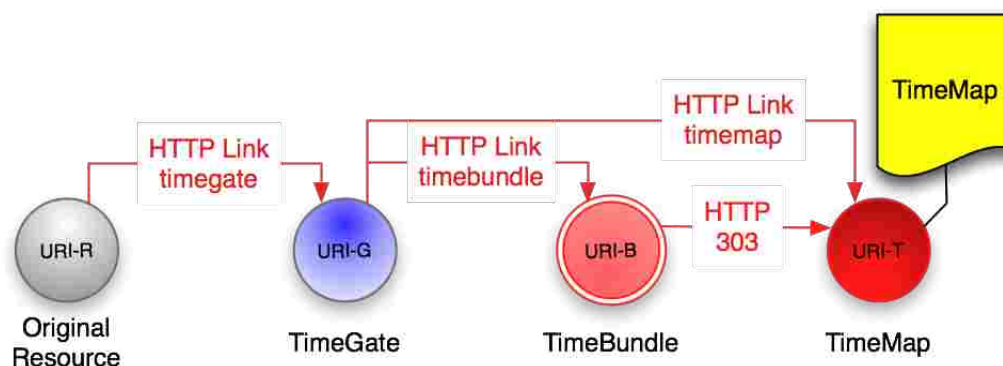 TimeMap
HTTP Link
timemap
HTTP Link
timegate
HTTP Link
timebundle
HTTP
303
URI-R
URI-G
URI-B
URI-T
Original
Resource
TimeGate
TimeBundle
TimeMap